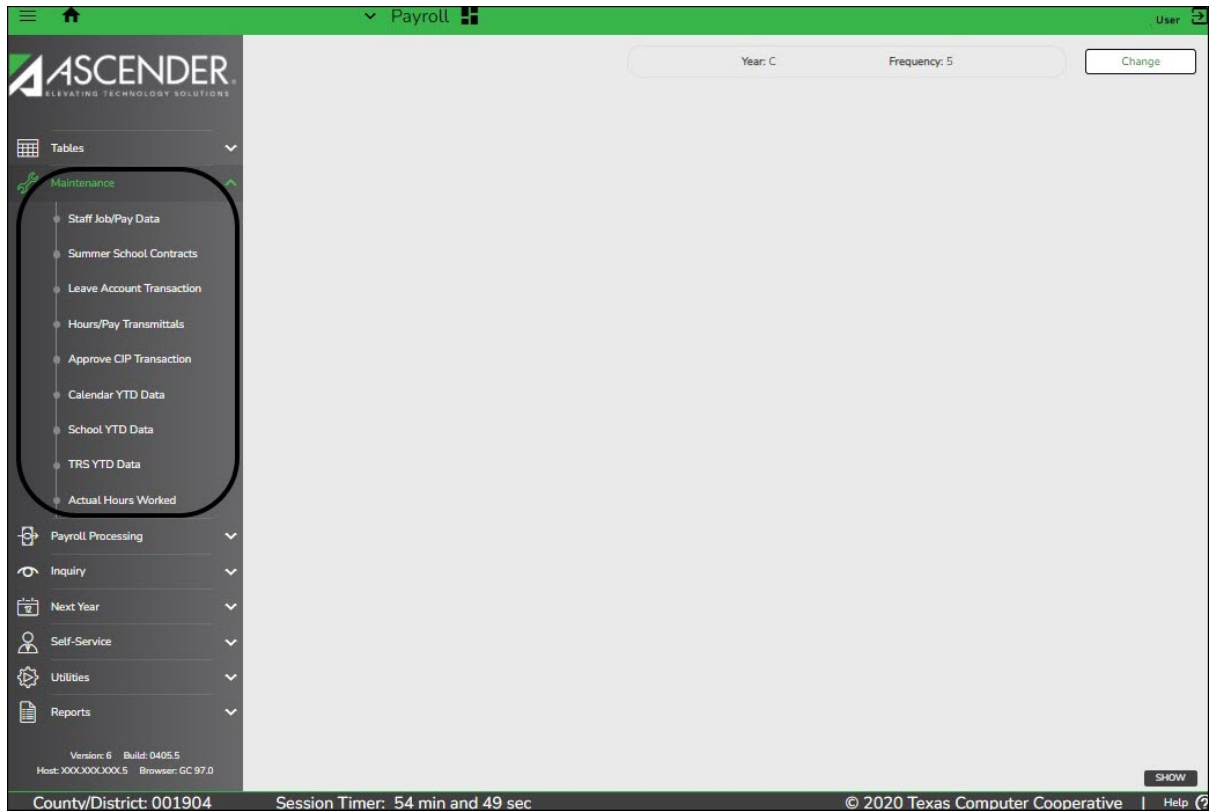 Payroll
User
ASCENDER.
ELEVATING TECHNOLOGY SOLUTIONS
Year: C Frequency: 5 Change
Tables
Maintenance
Staff Job/Pay Data
Summer School Contracts
Leave Account Transaction
Hours/Pay Transmittals
Approve CIP Transaction
Calendar YTD Data
School YTD Data
TRS YTD Data
Actual Hours Worked
Payroll Processing
Inquiry
12 Next Year
Self-Service
Utilities
Reports
Version: 6 Build: 0405.5
Host: XXX.XXX.XXX.5 Browser: GC 97.0
SHOW
County/District: 001904 Session Timer: 54 min and 49 sec © 2020 Texas Computer Cooperative | Help ?